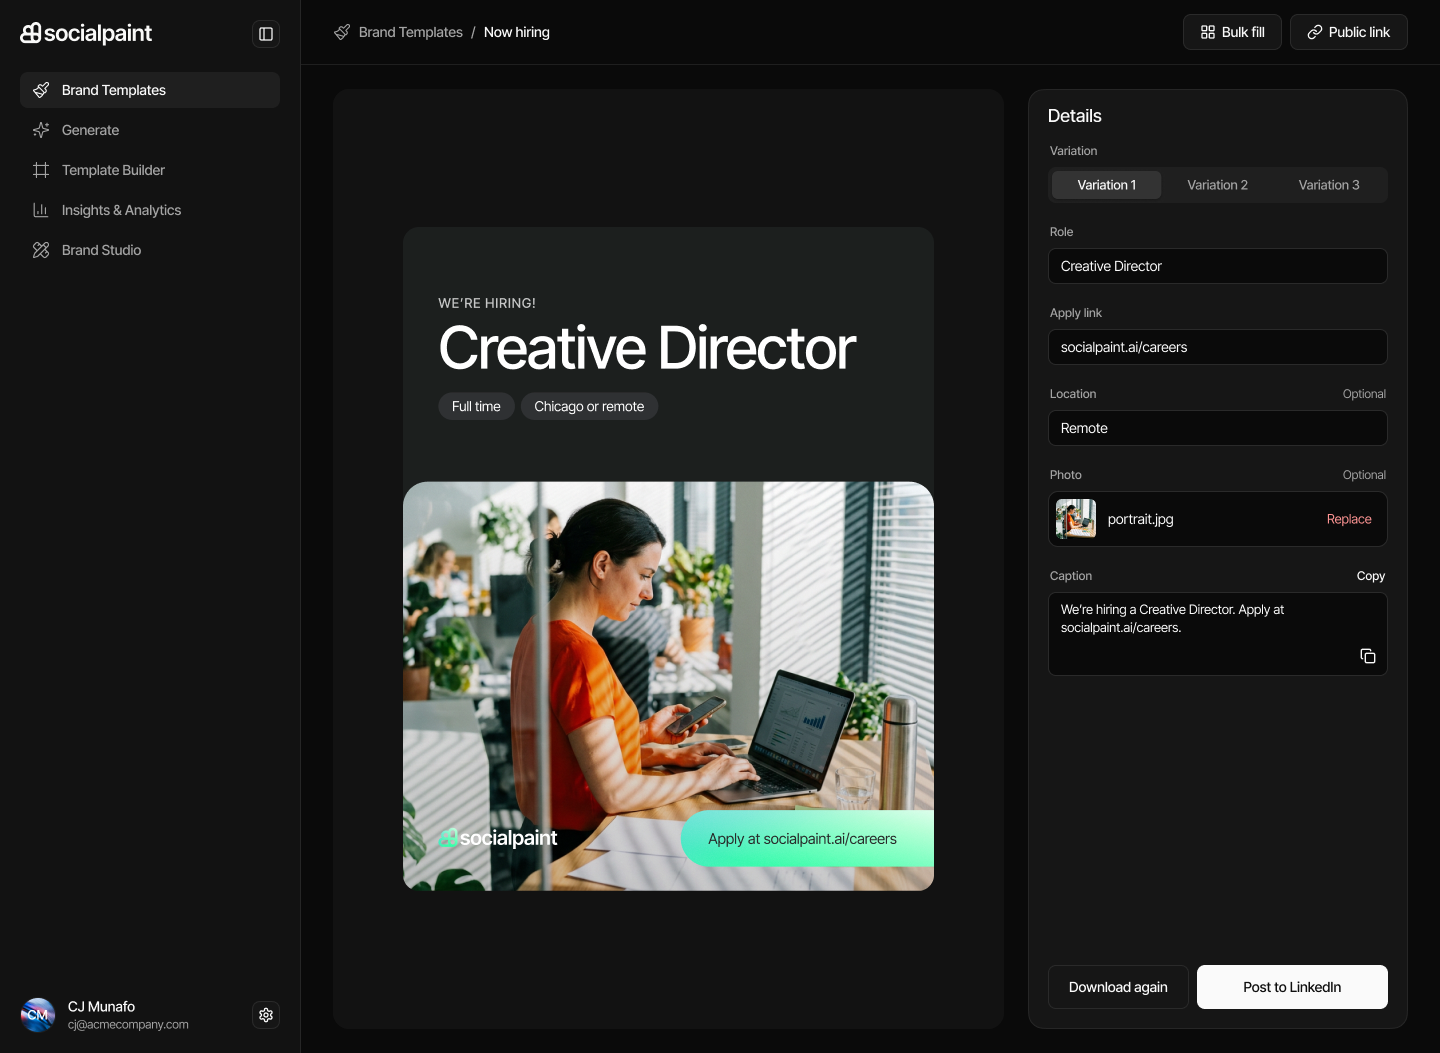 socialpaint
Brand Templates
Generate
Template Builder
Insights & Analytics
Brand Studio
CJ Munafo
cj@acmecompany.com
CM
Brand Templates / Now hiring
Bulk fill
Public link
WE'RE HIRING!
Creative Director
Full time
Chicago or remote
socialpaint
Apply at socialpaint.ai/careers
Details
Variation
Variation 1
Variation 2
Variation 3
Role
Creative Director
Apply link
socialpaint.ai/careers
Location
Optional
Remote
Photo
Optional
portrait.jpg
Replace
Caption
Copy
We're hiring a Creative Director. Apply at
socialpaint.ai/careers.
Download again
Post to LinkedIn